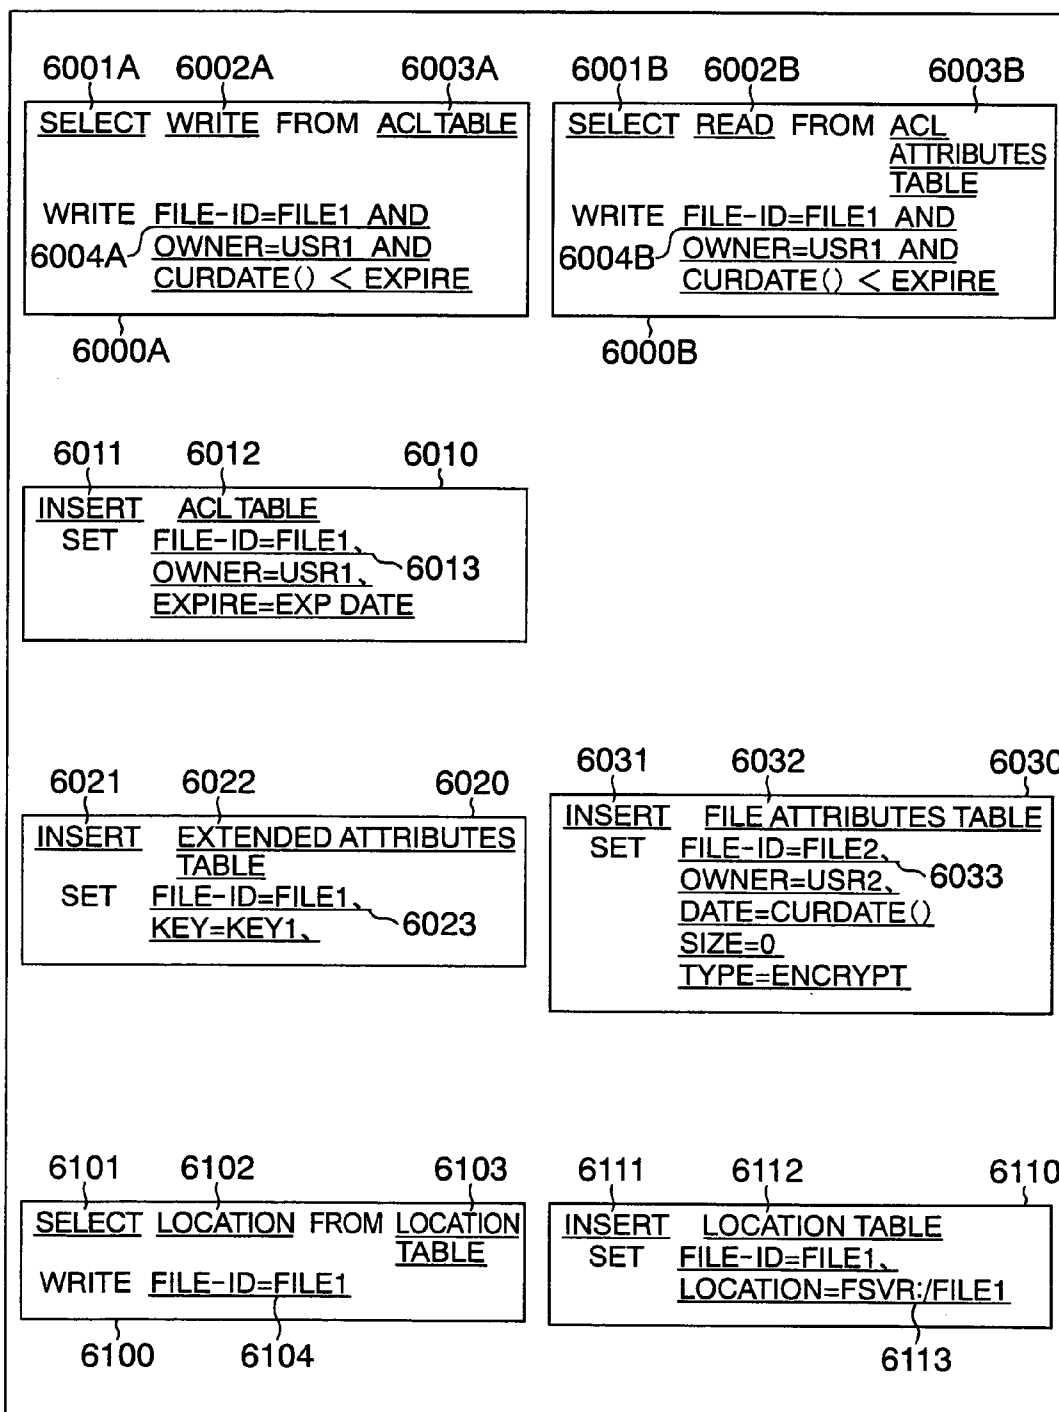 6001A 6002A 6003A
SELECT WRITE FROM ACL TABLE
WRITE FILE-ID=FILE1 AND
6004A OWNER=USR1 AND
CURDATE() < EXPIRE
6000A
6001B 6002B 6003B
SELECT READ FROM ACL
ATTRIBUTES
TABLE
WRITE FILE-ID=FILE1 AND
6004B OWNER=USR1 AND
CURDATE() < EXPIRE
6000B
6011 6012 6010
INSERT ACL TABLE
SET FILE-ID=FILE1、
6013
OWNER=USR1、
EXPIRE=EXP DATE
6021 6022 6020
INSERT EXTENDED ATTRIBUTES
TABLE
SET FILE-ID=FILE1、
KEY=KEY1、 6023
6031 6032 6030
INSERT FILE ATTRIBUTES TABLE
SET FILE-ID=FILE2、
OWNER=USR2、 6033
DATE=CURDATE()
SIZE=0
TYPE=ENCRYPT
6101 6102 6103
SELECT LOCATION FROM LOCATION
TABLE
WRITE FILE-ID=FILE1
6100 6104
6111 6112 6110
INSERT LOCATION TABLE
SET FILE-ID=FILE1、
LOCATION=FSVR:/FILE1
6113